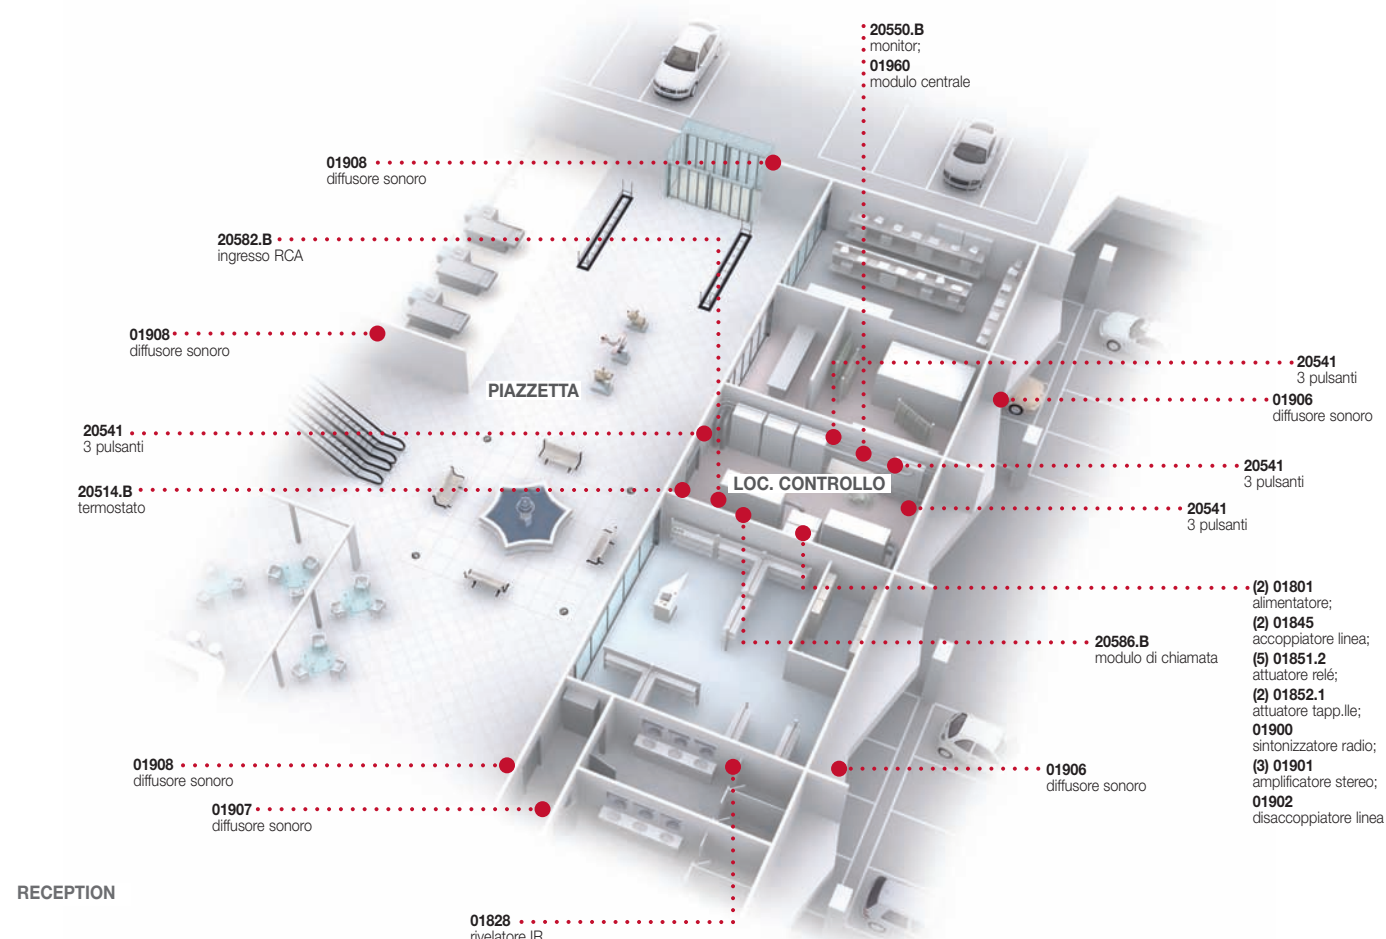 20550.B
monitor;
01960
modulo centrale
01908
diffusore sonoro
20582.B
ingresso RCA
01908
diffusore sonoro
20541
3 pulsanti
PIAZZETTA
01906
diffusore sonoro
20541
3 pulsanti
20541
3 pulsanti
LOC. CONTROLLO
20514.B
termostato
20541
3 pulsanti
(2) 01801
alimentatore;
(2) 01845
accoppiatore linea;
(5) 01851.2
attuatore relé;
(2) 01852.1
attuatore tapp.lle;
01900
sintonizzatore radio;
(3) 01901
amplificatore stereo;
01902
disaccoppiatore linea
20586.B
modulo di chiamata
01908
diffusore sonoro
01906
diffusore sonoro
01907
diffusore sonoro
RECEPTION
01828
rivelatore IR